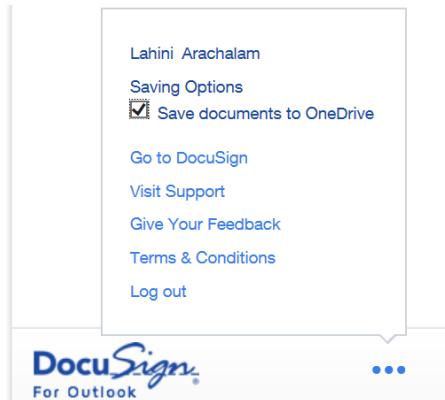 Lahini Arachalam
Saving Options
Save documents to OneDrive
Go to DocuSign
Visit Support
Give Your Feedback
Terms & Conditions
Log out
DocuSign
For Outlook